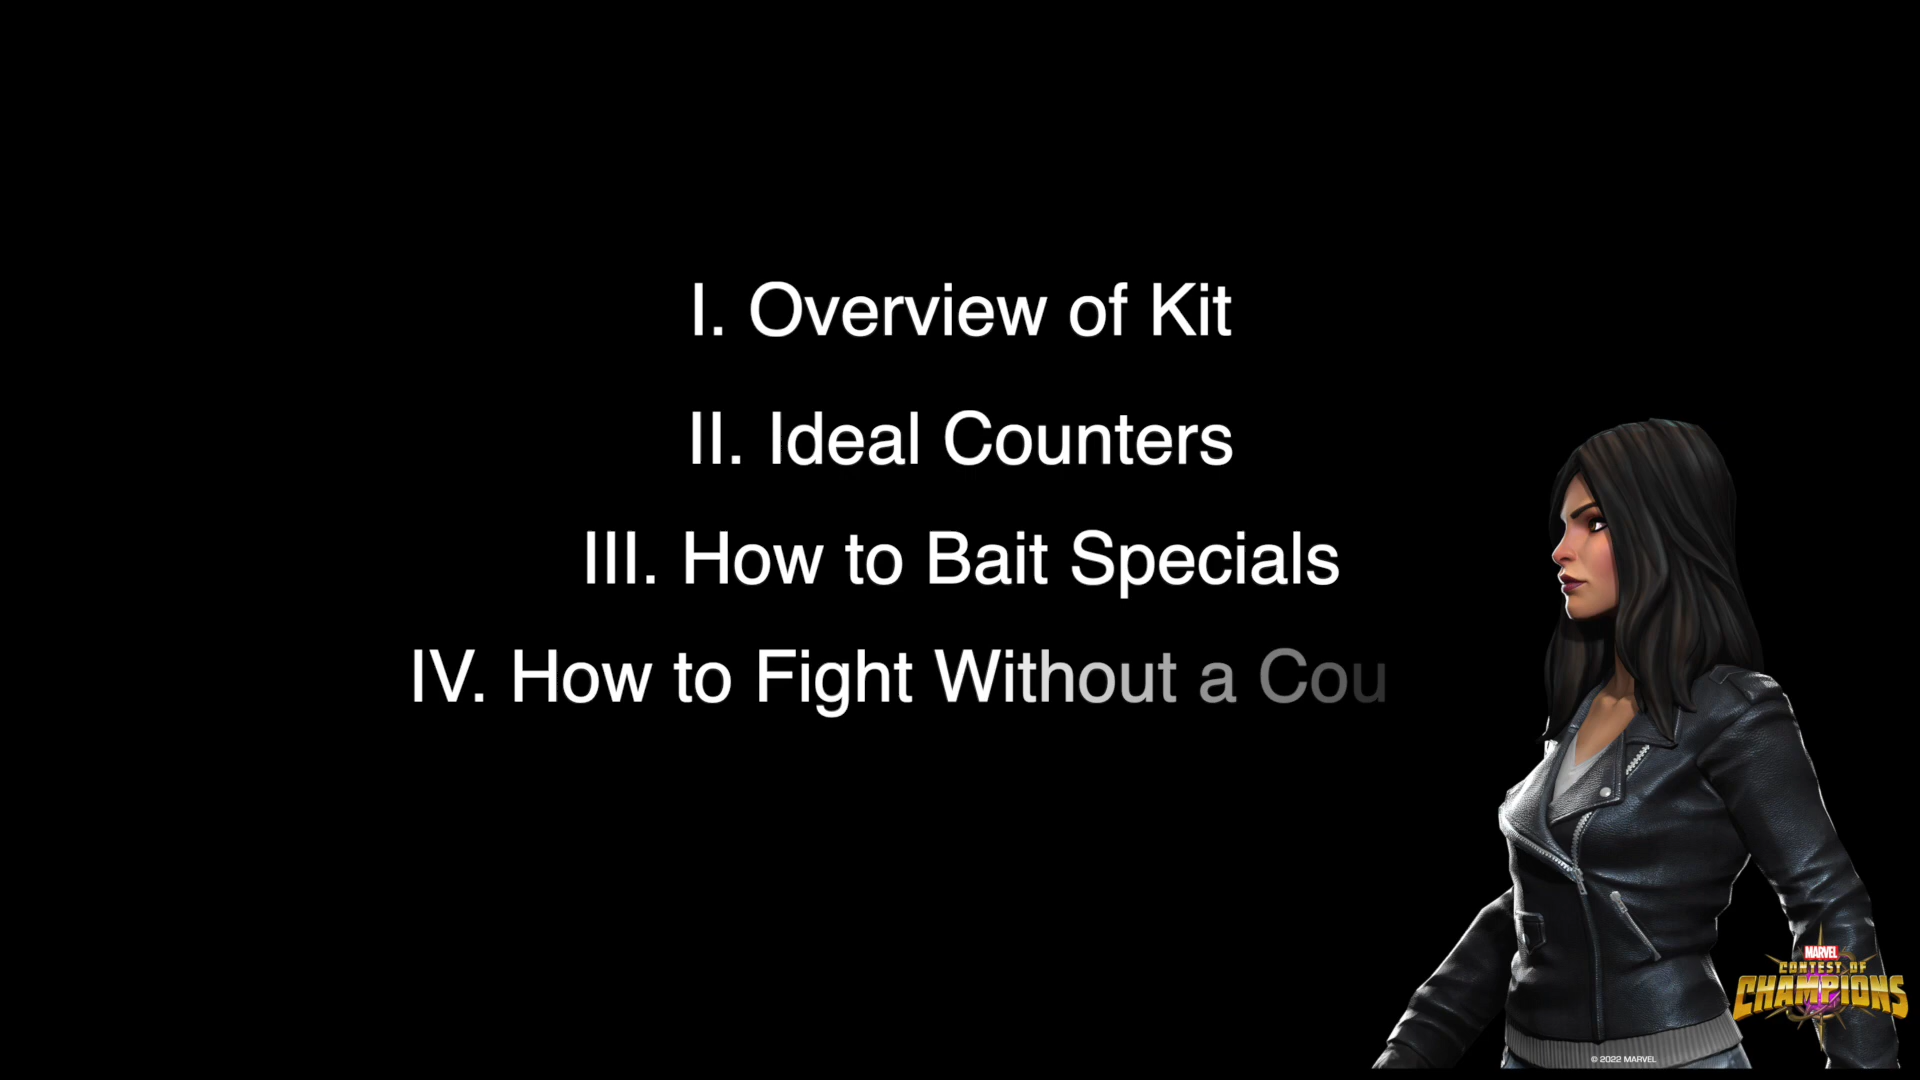 I. Overview of Kit
II. Ideal Counters
III. How to Bait Specials
IV. How to Fight Without a Cou
MARVEL
CONTEST OF
CHAMPIONS
© 2022 MARVEL